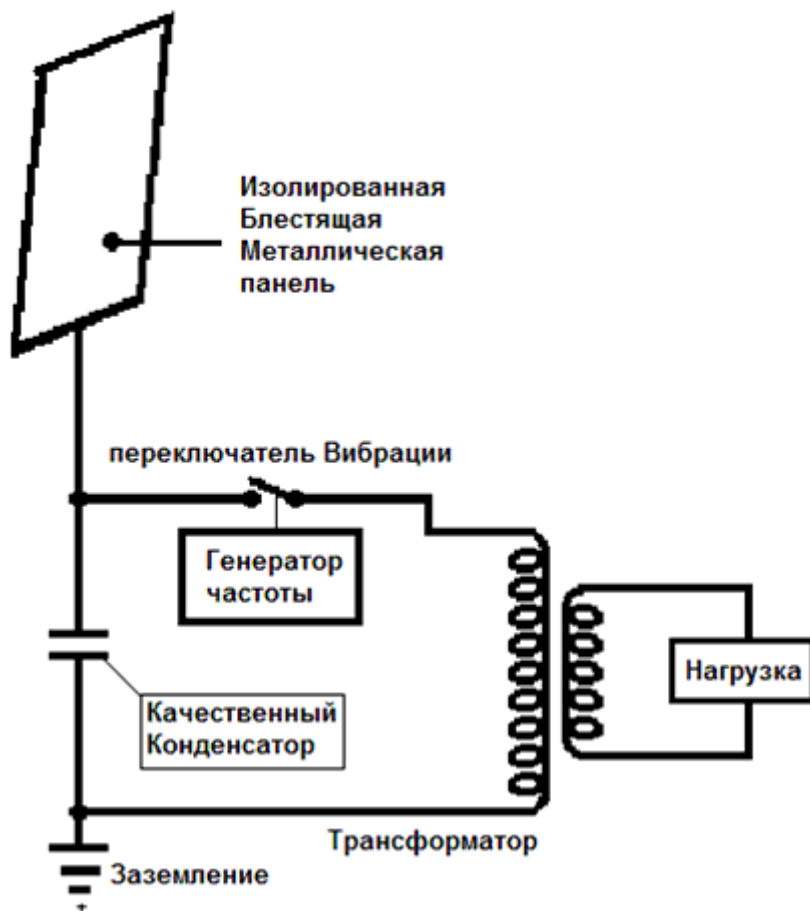 Изолированная
Блестящая
Металлическая
панель
переключатель Вибрации
Генератор
частоты
Нагрузка
Качественный
Конденсатор
Трансформатор
Заземление